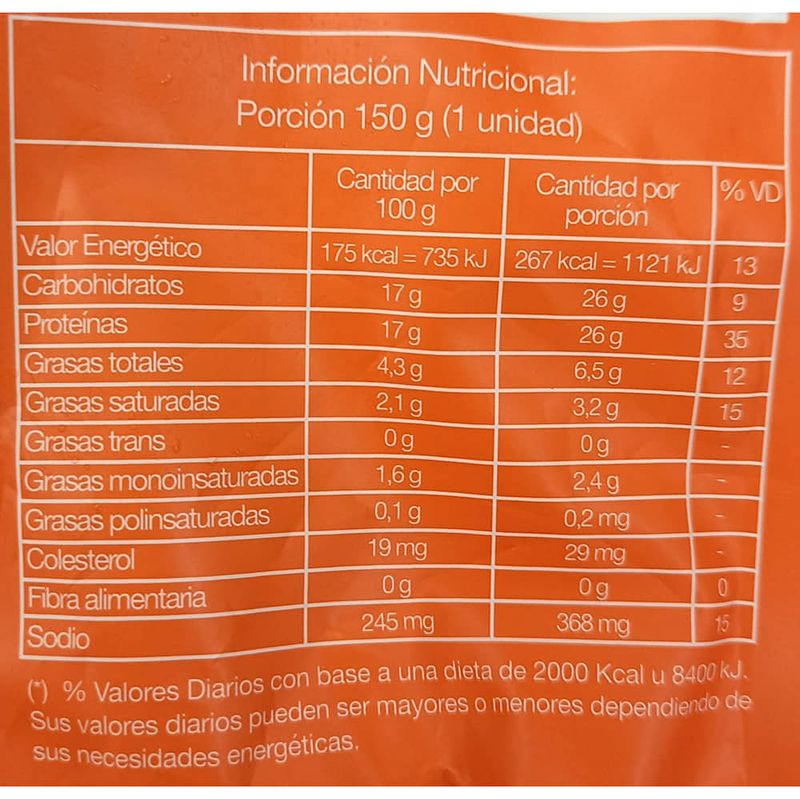 Información Nutricional:
Porción 150 g (1 unidad)
Cantidad por 100 g Cantidad por porción % VD
Valor Energético 175 kcal = 735 kJ 267 kcal = 1121 kJ 13
Carbohidratos 17 g 26 g 9
Proteínas 17 g 26 g 35
Grasas totales 4,3 g 6,5 g 12
Grasas saturadas 2,1 g 3,2 g 15
Grasas trans 0 g 0 g -
Grasas monoinsaturadas 1,6 g 2,4 g -
Grasas polinsaturadas 0,1 g 0,2 mg -
Colesterol 19 mg 29 mg -
Fibra alimentaria 0 g 0 g 0
Sodio 245 mg 368 mg 15
(*) % Valores Diarios con base a una dieta de 2000 Kcal u 8400 kJ.
Sus valores diarios pueden ser mayores o menores dependiendo de
sus necesidades energéticas.